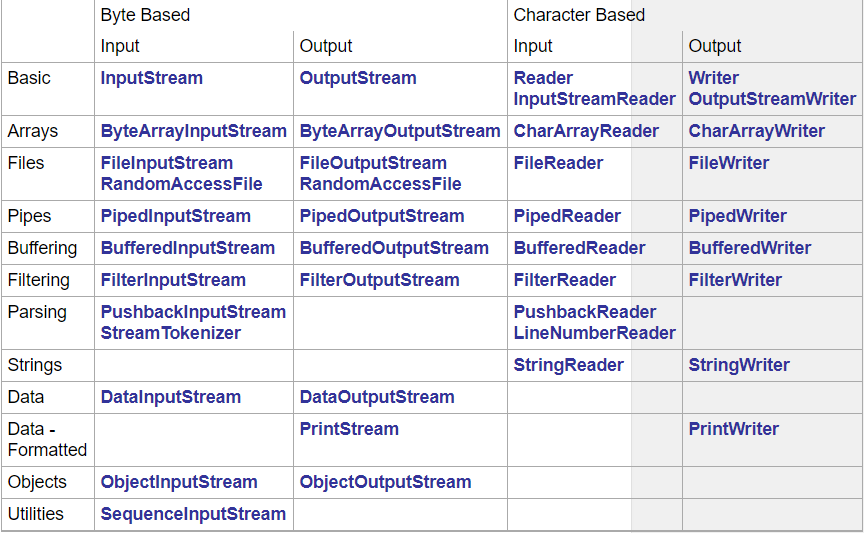 Byte Based Character Based
Input Output Input Output
Basic InputStream OutputStream Reader Writer
InputStreamReader OutputStreamWriter
Arrays ByteArrayInputStream ByteArrayOutputStream CharArrayReader CharArrayWriter
Files FileInputStream FileOutputStream FileReader FileWriter
RandomAccessFile RandomAccessFile
Pipes PipedInputStream PipedOutputStream PipedReader PipedWriter
Buffering BufferedInputStream BufferedOutputStream BufferedReader BufferedWriter
Filtering FilterInputStream FilterOutputStream FilterReader FilterWriter
Parsing PushbackInputStream PushbackReader
StreamTokenizer LineNumberReader
Strings StringReader StringWriter
Data DataInputStream DataOutputStream
Data - PrintStream PrintWriter
Formatted
Objects ObjectInputStream ObjectOutputStream
Utilities SequenceInputStream